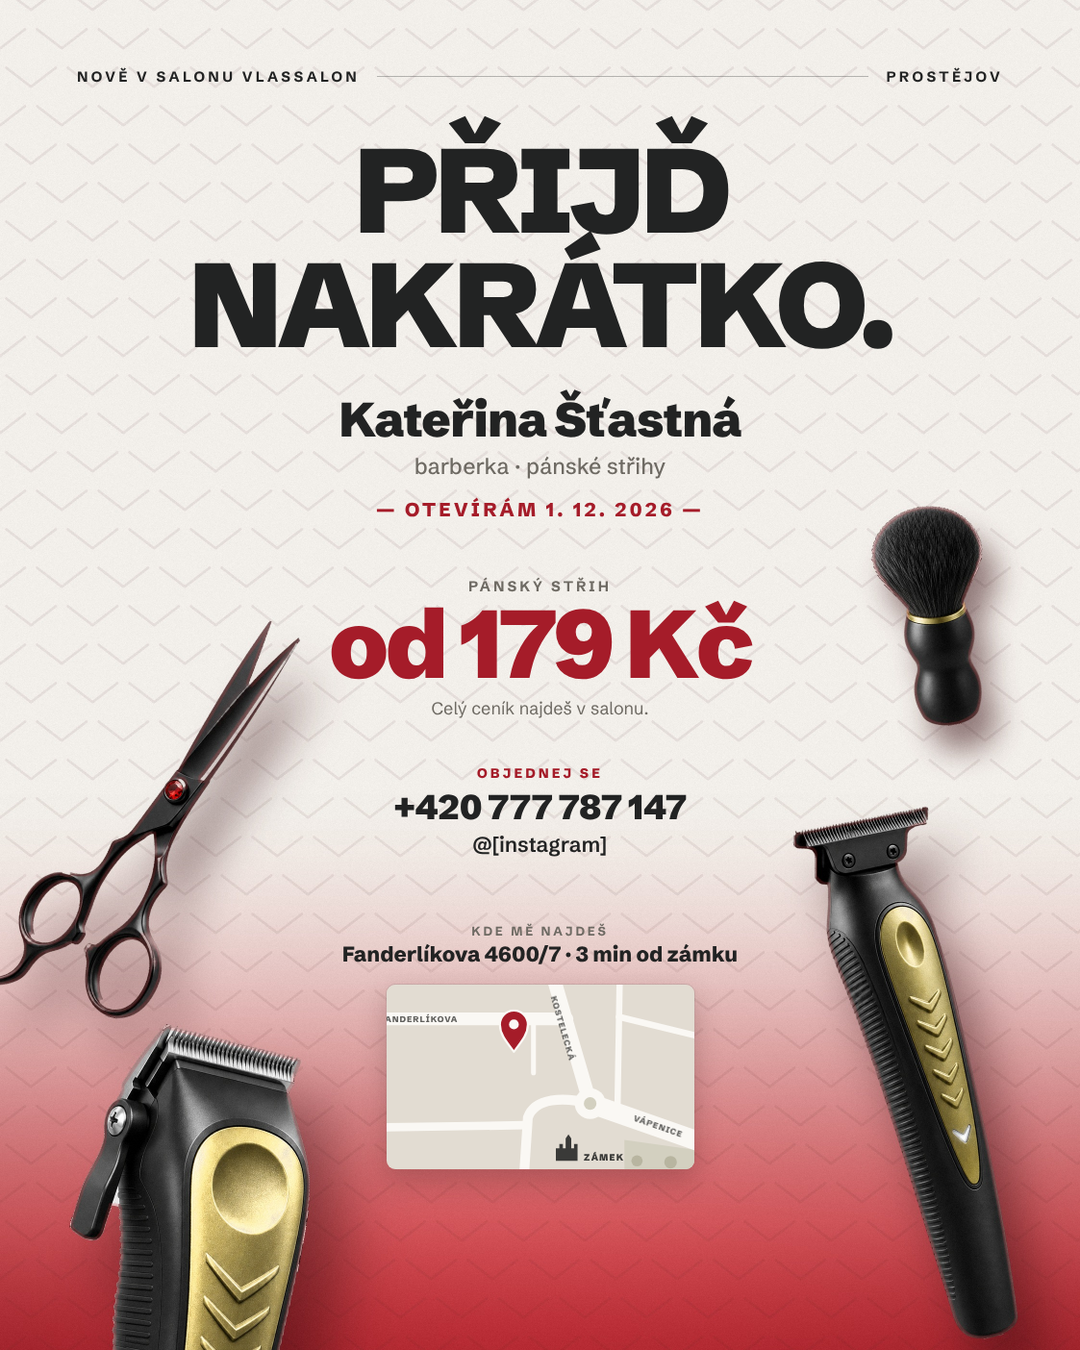 NOVĚ V SALONU VLASSALON
PROSTĚJOV
PŘIJĎ
NAKRÁTKO.
Kateřina Šťastná
barberka · pánské střihy
— OTEVÍRÁM 1. 12. 2026 —
PÁNSKÝ STŘIH
od 179 Kč
Celý ceník najdeš v salonu.
OBJEDNEJ SE
+420 777 787 147
@[instagram]
KDE MĚ NAJDEŠ
Fanderlíkova 4600/7 · 3 min od zámku
ANDERLÍKOVA
KOSTELECKÁ
VÁPENICE
ZÁMEK